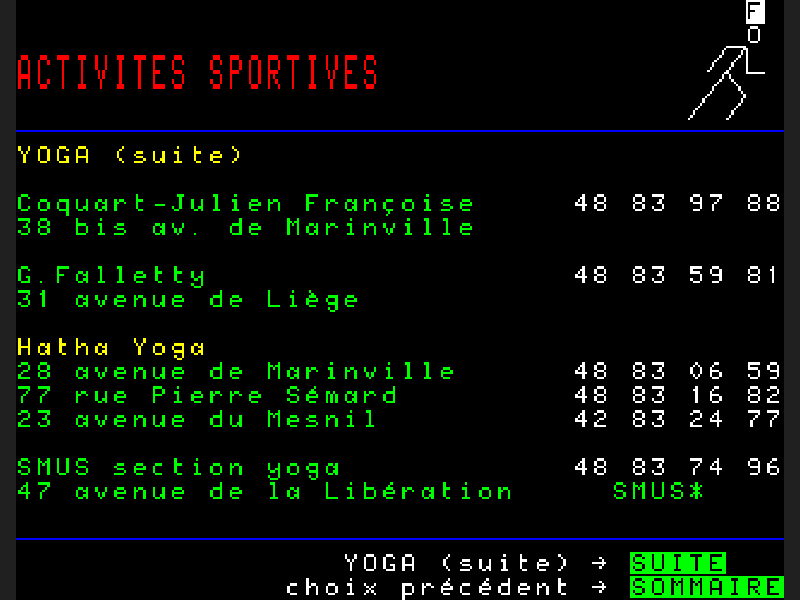 F
ACTIVITES SPORTIVES
YOGA (suite)
Coquart-Julien Françoise 48 83 97 88
38 bis av. de Marinville
G.Falletty 48 83 59 81
31 avenue de Liège
Hatha Yoga
28 avenue de Marinville 48 83 06 59
77 rue Pierre Sémard 48 83 16 82
23 avenue du Mesnil 42 83 24 77
SMUS section yoga 48 83 74 96
47 avenue de la Libération SMUS*
YOGA (suite) → SUITE
choix précédent → SOMMAIRE